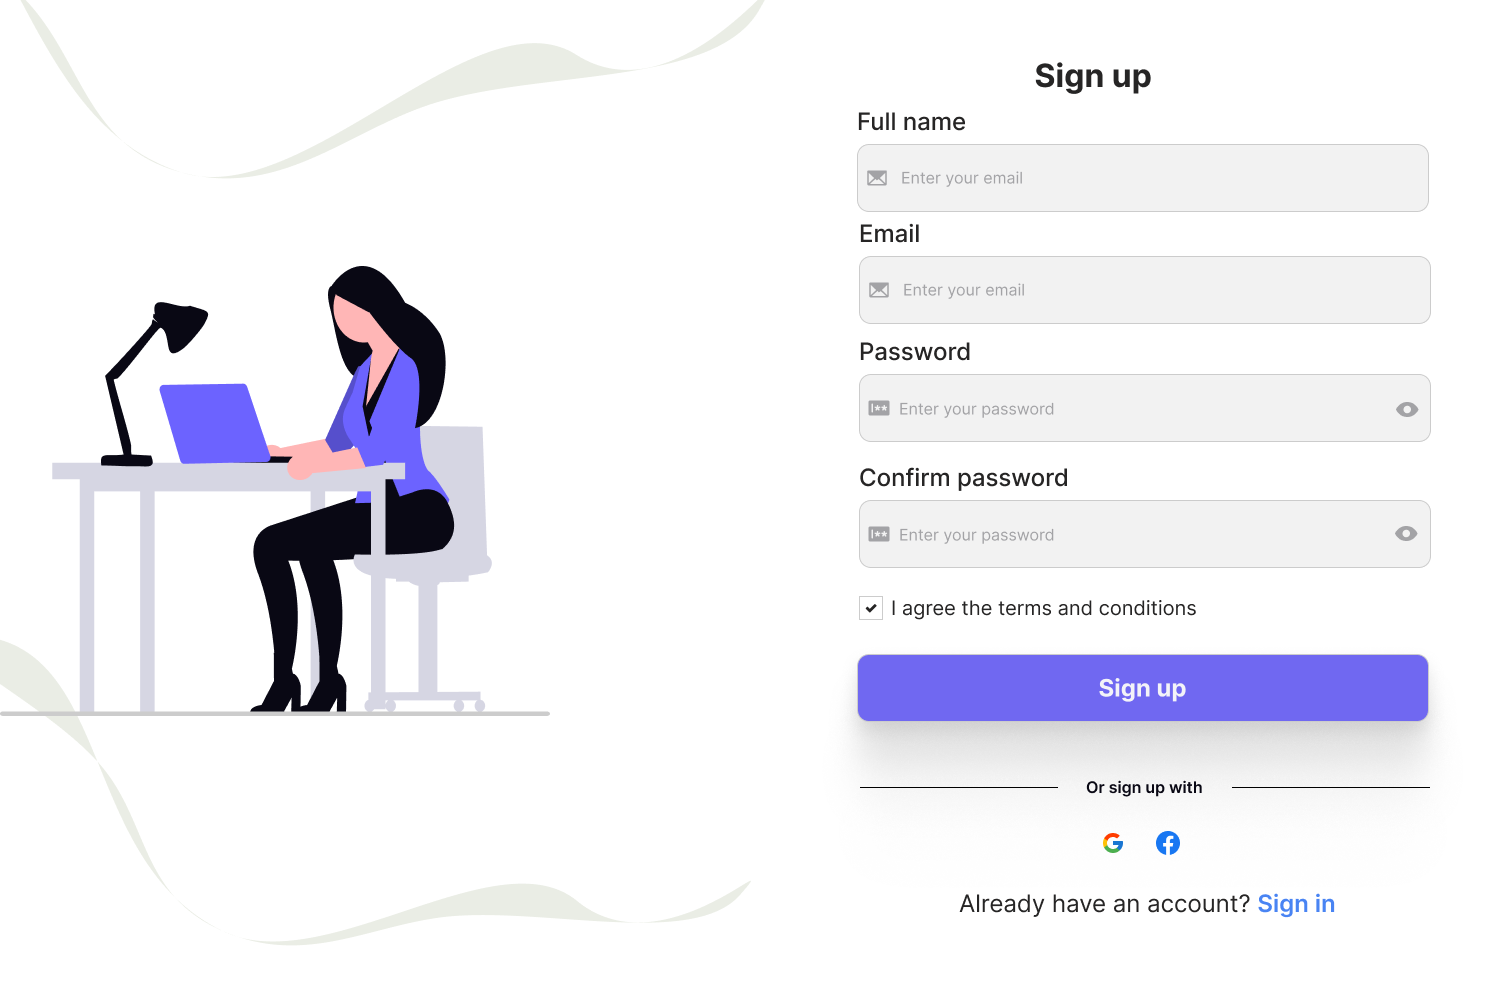 Sign up
Full name
Enter your email
Email
Enter your email
Password
Enter your password
Confirm password
Enter your password
I agree the terms and conditions
Sign up
Or sign up with
Already have an account? Sign in